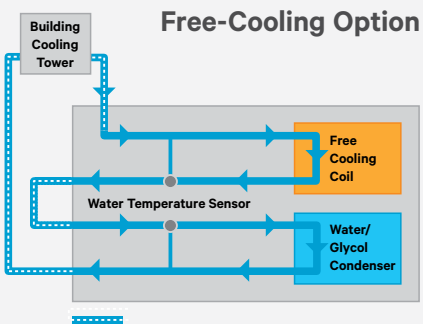 Free-Cooling Option
Building
Cooling
Tower
Free
Cooling
Coil
Water Temperature Sensor
Water/
Glycol
Condenser